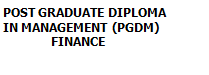 POST GRADUATE DIPLOMA
IN MANAGEMENT (PGDM)
FINANCE